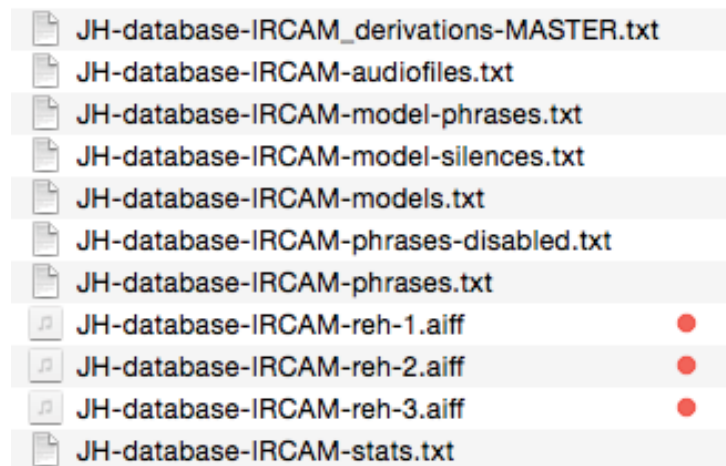 JH-database-IRCAM_derivations-MASTER.txt
JH-database-IRCAM-audiofiles.txt
JH-database-IRCAM-model-phrases.txt
JH-database-IRCAM-model-silences.txt
JH-database-IRCAM-models.txt
JH-database-IRCAM-phrases-disabled.txt
JH-database-IRCAM-phrases.txt
JH-database-IRCAM-reh-1.aiff
JH-database-IRCAM-reh-2.aiff
JH-database-IRCAM-reh-3.aiff
JH-database-IRCAM-stats.txt